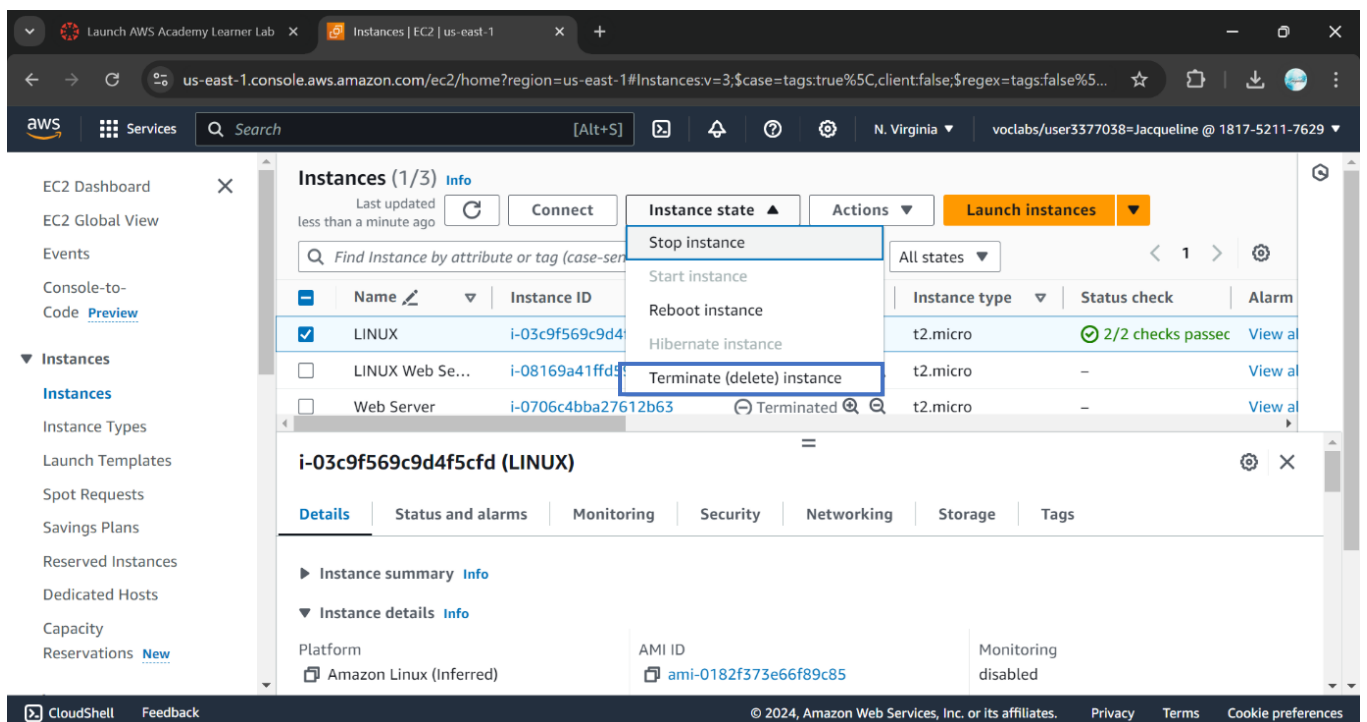 Launch AWS Academy Learner Lab
Instances | EC2 | us-east-1
us-east-1.console.aws.amazon.com/ec2/home?region=us-east-1#Instances:v=3;$case=tags:true%5C,client:false;$regex=tags:false%5...
aws Services Search [Alt+S] N. Virginia voclabs/user3377038=Jacqueline @ 1817-5211-7629
EC2 Dashboard
EC2 Global View
Events
Console-to-
Code Preview
Instances
Instances
Instance Types
Launch Templates
Spot Requests
Savings Plans
Reserved Instances
Dedicated Hosts
Capacity
Reservations New
Instances (1/3) Info
Last updated
less than a minute ago
Connect Instance state Actions Launch instances
Find Instance by attribute or tag (case-sen All states 1
Stop instance
Start instance
Reboot instance
Hibernate instance
Terminate (delete) instance
Name Instance ID Instance type Status check Alarm
LINUX i-03c9f569c9d4 t2.micro 2/2 checks passed View al
LINUX Web Se... i-08169a41ffd5 t2.micro – View al
Web Server i-0706c4bba27612b63 Terminated t2.micro – View al
i-03c9f569c9d4f5cfd (LINUX)
Details Status and alarms Monitoring Security Networking Storage Tags
Instance summary Info
Instance details Info
Platform AMI ID Monitoring
Amazon Linux (Inferred) ami-0182f373e66f89c85 disabled
CloudShell Feedback © 2024, Amazon Web Services, Inc. or its affiliates. Privacy Terms Cookie preferences